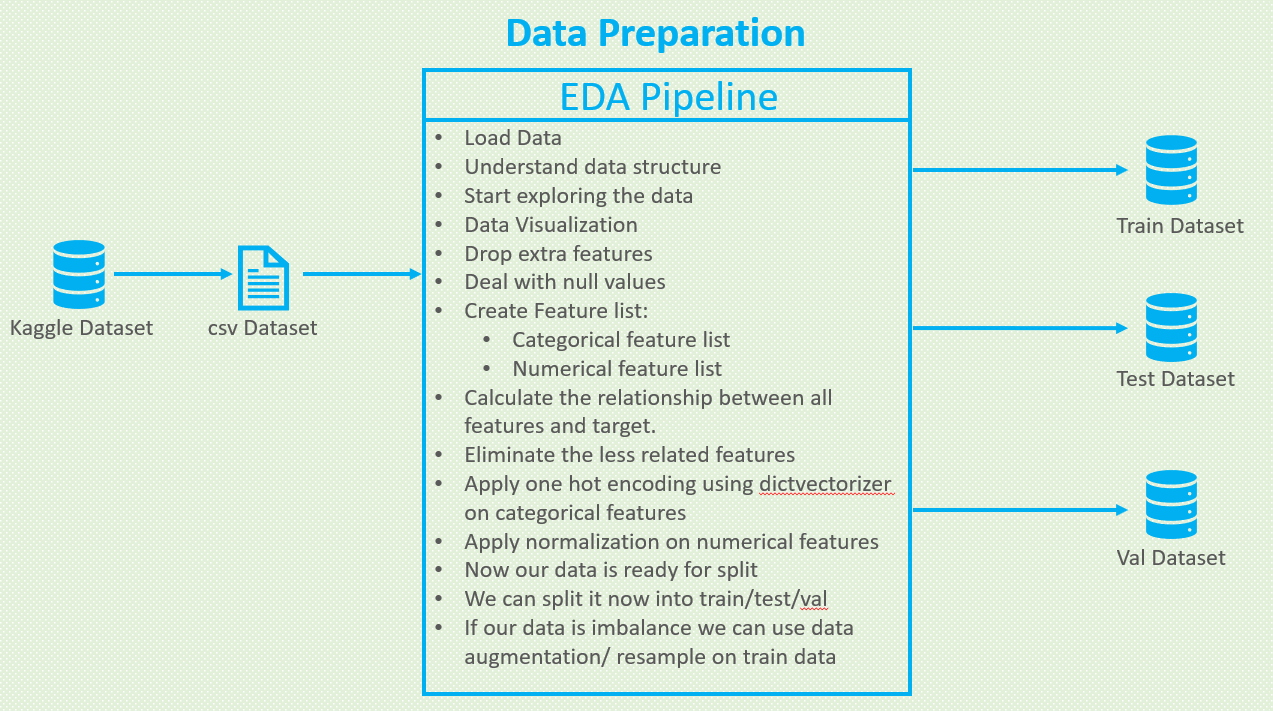 Data Preparation
EDA Pipeline
• Load Data
• Understand data structure
• Start exploring the data
• Data Visualization
• Drop extra features
• Deal with null values
• Create Feature list:
• Categorical feature list
• Numerical feature list
• Calculate the relationship between all
features and target.
• Eliminate the less related features
• Apply one hot encoding using dictvectorizer
on categorical features
• Apply normalization on numerical features
• Now our data is ready for split
• We can split it now into train/test/val
• If our data is imbalance we can use data
augmentation/ resample on train data
Kaggle Dataset
csv Dataset
Train Dataset
Test Dataset
Val Dataset